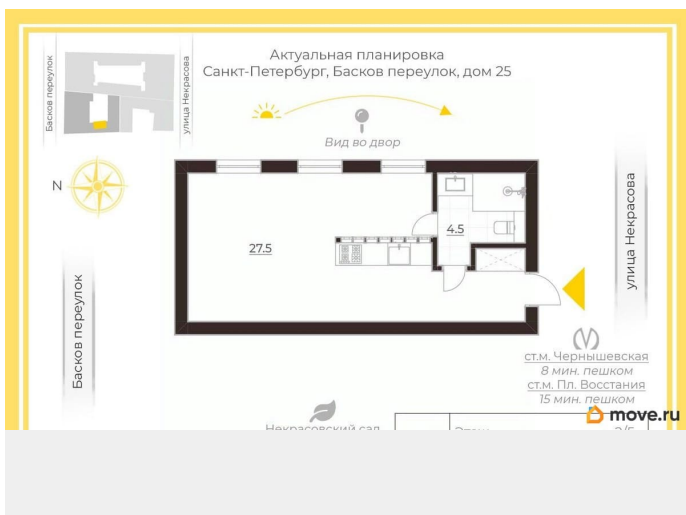 Актуальная планировка
Санкт-Петербург, Басков переулок, дом 25
Басков переулок
улица Некрасова
Вид во двор
N
4.5
27.5
Басков переулок
улица Некрасова
ст.м. Чернышевская
8 мин. пешком
ст.м. Пл. Восстания
15 мин. пешком
move.ru
Некрасовский сад